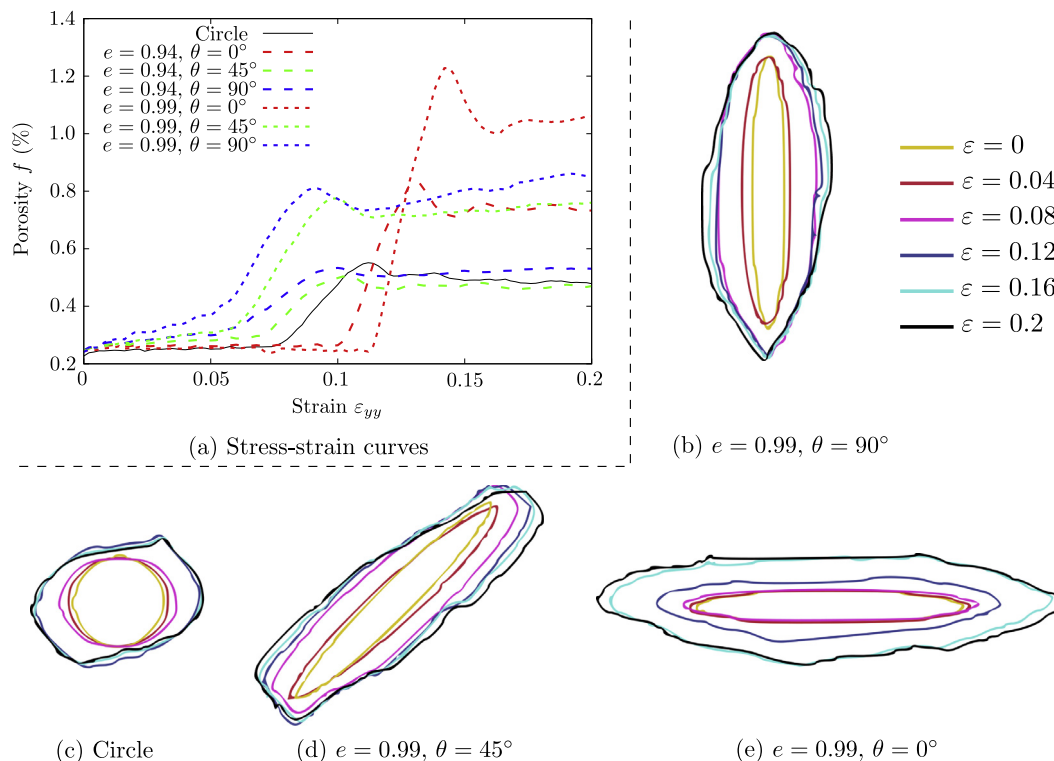 1.4
1.2
1.0
0.8
0.6
0.4
0.2
Porosity f (%)
Circle
e = 0.94, θ = 0°
e = 0.94, θ = 45°
e = 0.94, θ = 90°
e = 0.99, θ = 0°
e = 0.99, θ = 45°
e = 0.99, θ = 90°
0 0.05 0.1 0.15 0.2
Strain ε_yy
(a) Stress-strain curves
ε = 0
ε = 0.04
ε = 0.08
ε = 0.12
ε = 0.16
ε = 0.2
(b) e = 0.99, θ = 90°
(c) Circle
(d) e = 0.99, θ = 45°
(e) e = 0.99, θ = 0°